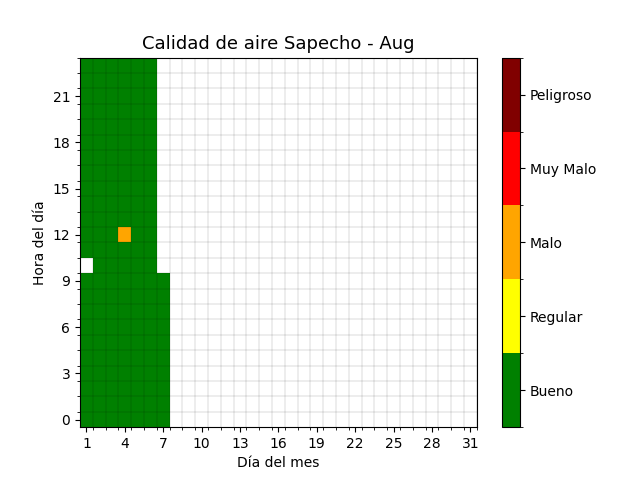 Calidad de aire Sapecho - Aug
Hora del día
21
18
15
12
9
6
3
0
1 4 7 10 13 16 19 22 25 28 31
Día del mes
Peligroso
Muy Malo
Malo
Regular
Bueno